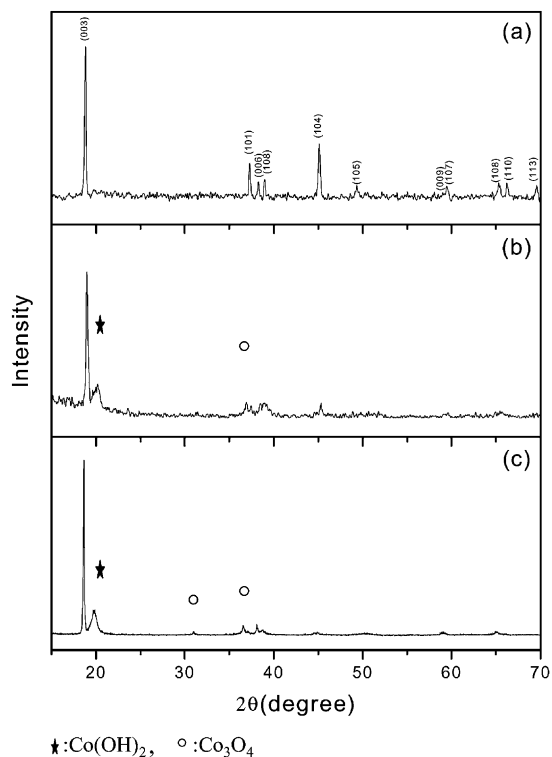 (a)
(003)
(101)
(006)
(108)
(104)
(105)
(009)
(107)
(108)
(110)
(113)
(b)
Intensity
(c)
20 30 40 50 60 70
2θ(degree)
★:Co(OH)₂, ○:Co₃O₄